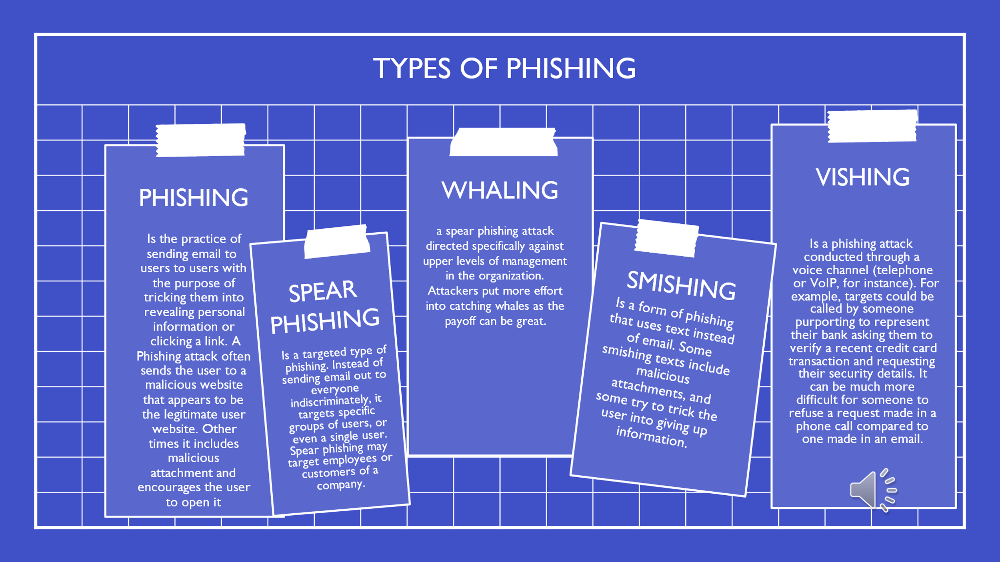 TYPES OF PHISHING
PHISHING
Is the practice of
sending email to
users to users with
the purpose of
tricking them into
revealing personal
information or
clicking a link. A
Phishing attack often
sends the user to a
malicious website
that appears to be
the legitimate user
website. Other
times it includes
malicious
attachment and
encourages the user
to open it
SPEAR
PHISHING
Is a targeted type of
phishing. Instead of
sending email out to
everyone
indiscriminately, it
targets specific
groups of users, or
even a single user.
Spear phishing may
target employees or
customers of a
company.
WHALING
a spear phishing attack
directed specifically against
upper levels of management
in the organization.
Attackers put more effort
into catching whales as the
payoff can be great.
SMISHING
Is a form of phishing
that uses text instead
of email. Some
smishing texts include
malicious
attachments, and
some try to trick the
user into giving up
information.
VISHING
Is a phishing attack
conducted through a
voice channel (telephone
or VoIP, for instance). For
example, targets could be
called by someone
purporting to represent
their bank asking them to
verify a recent credit card
transaction and requesting
their security details. It
can be much more
difficult for someone to
refuse a request made in a
phone call compared to
one made in an email.